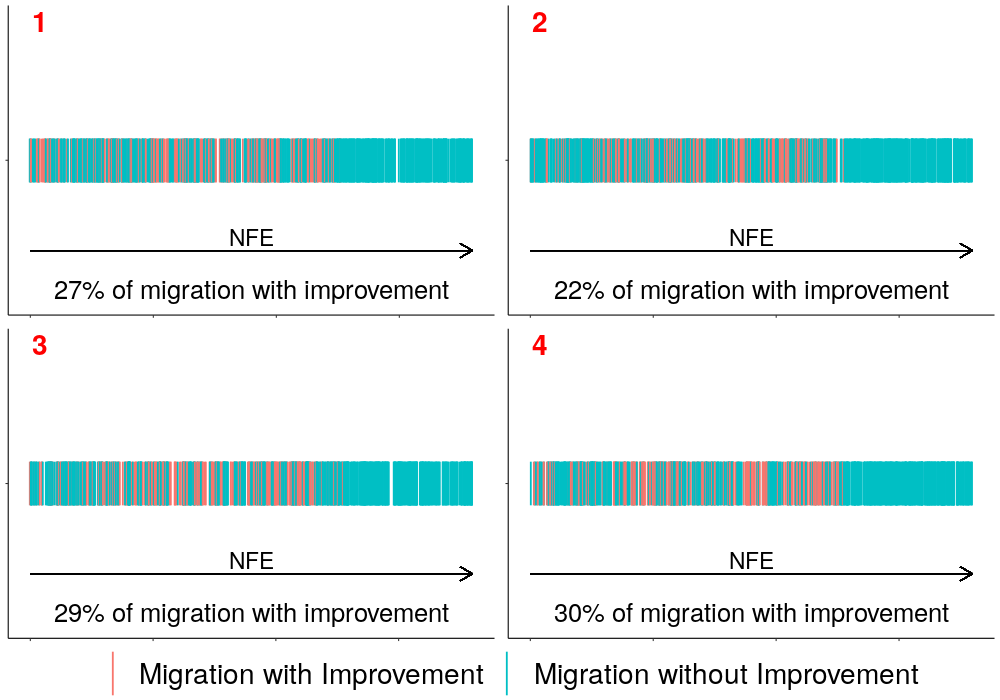 1
NFE
27% of migration with improvement
2
NFE
22% of migration with improvement
3
NFE
29% of migration with improvement
4
NFE
30% of migration with improvement
Migration with Improvement
Migration without Improvement